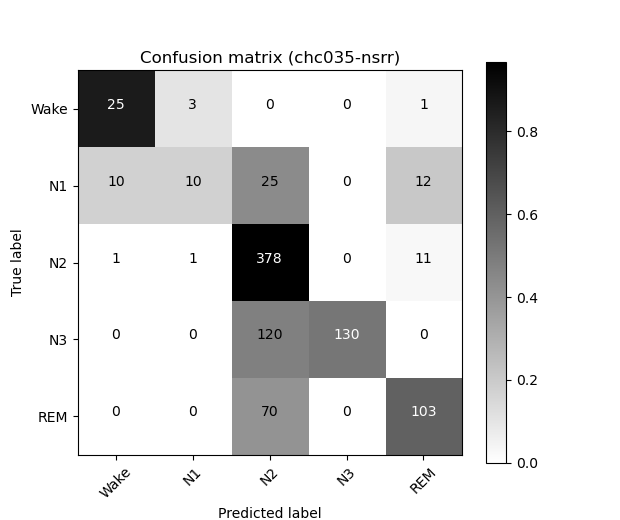 Confusion matrix (chc035-nsrr)
Wake 25 3 0 0 1
N1 10 10 25 0 12
N2 1 1 378 0 11
N3 0 0 120 130 0
REM 0 0 70 0 103
Wake N1 N2 N3 REM
True label
Predicted label
0.8
0.6
0.4
0.2
0.0